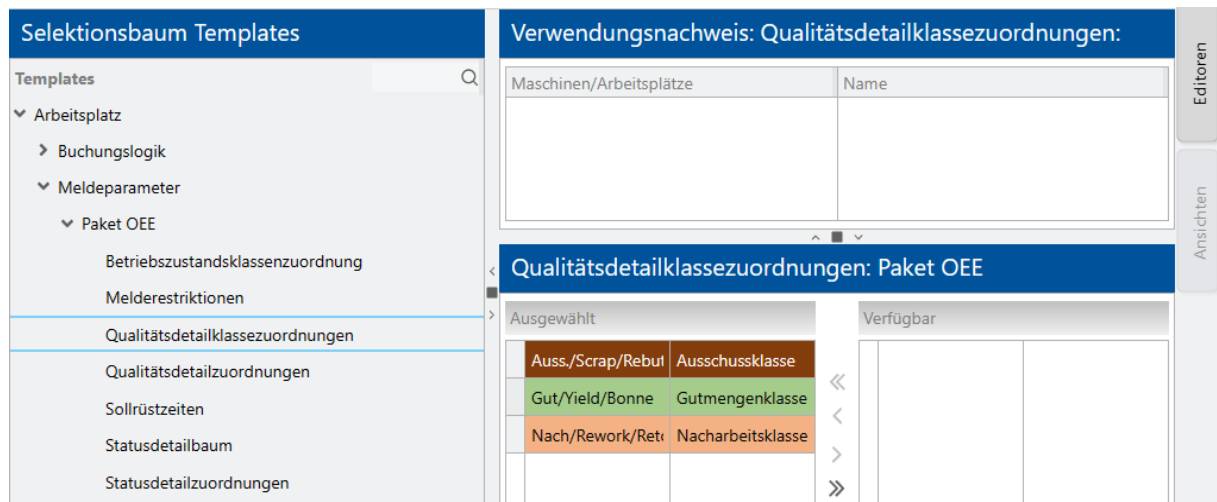 Selektionsbaum Templates
Templates
Arbeitsplatz
Buchungslogik
Meldeparameter
Paket OEE
Betriebszustandsklassenzuordnung
Melderestriktionen
Qualitätsdetailklassezuordnungen
Qualitätsdetailzuordnungen
Sollrüstzeiten
Statusdetailbaum
Statusdetailzuordnungen
Verwendungsnachweis: Qualitätsdetailklassezuordnungen:
Maschinen/Arbeitsplätze Name
Qualitätsdetailklassezuordnungen: Paket OEE
Ausgewählt Verfügbar
Auss./Scrap/Rebut Ausschussklasse
Gut/Yield/Bonne Gutmengenklasse
Nach/Rework/Reto Nacharbeitsklasse
Editoren
Ansichten